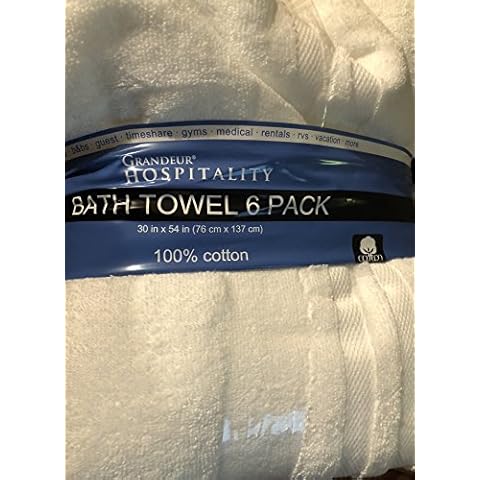 b&bs · guest · timeshare · gyms · medical · rentals · rvs · vacation · more
GRANDEUR®
HOSPITALITY
BATH TOWEL 6 PACK
30 in x 54 in (76 cm x 137 cm)
100% cotton